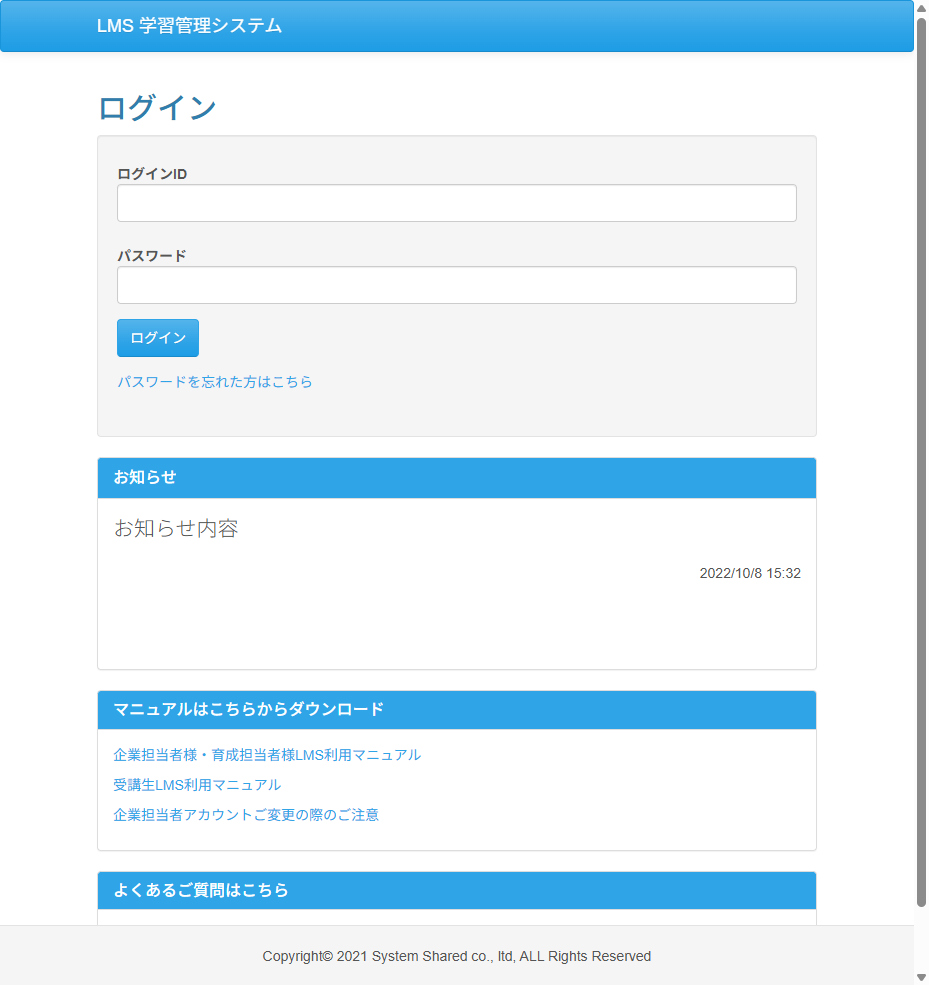 LMS 学習管理システム
ログイン
ログインID
パスワード
ログイン
パスワードを忘れた方はこちら
お知らせ
お知らせ内容
2022/10/8 15:32
マニュアルはこちらからダウンロード
企業担当者様・育成担当者様LMS利用マニュアル
受講生LMS利用マニュアル
企業担当者アカウントご変更の際のご注意
よくあるご質問はこちら
Copyright© 2021 System Shared co., ltd, ALL Rights Reserved